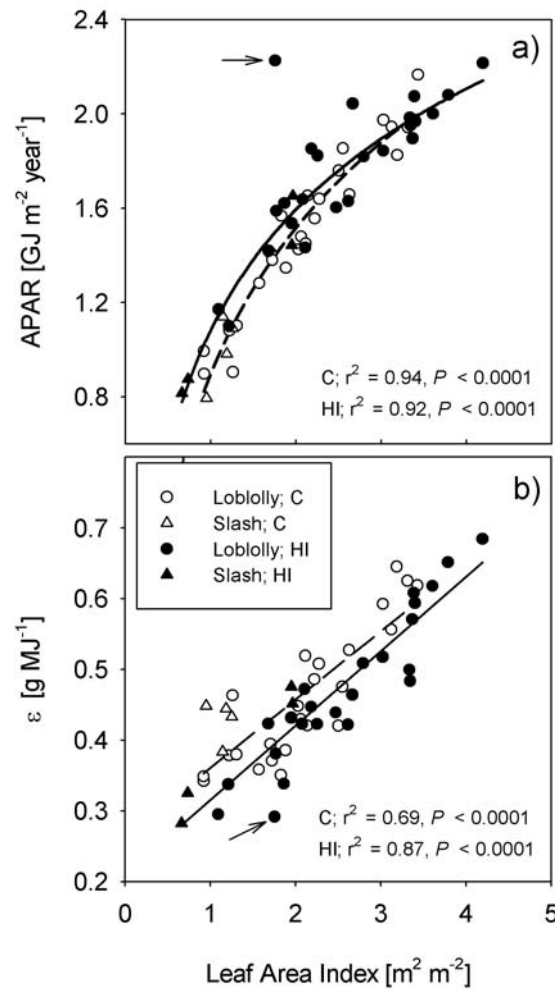 a)
2.4
2.0
1.6
1.2
0.8
APAR [GJ m⁻² year⁻¹]
C; r² = 0.94, P < 0.0001
HI; r² = 0.92, P < 0.0001
b)
Loblolly; C
Slash; C
Loblolly; HI
Slash; HI
0.7
0.6
0.5
0.4
0.3
0.2
ε [g MJ⁻¹]
C; r² = 0.69, P < 0.0001
HI; r² = 0.87, P < 0.0001
0 1 2 3 4 5
Leaf Area Index [m² m⁻²]